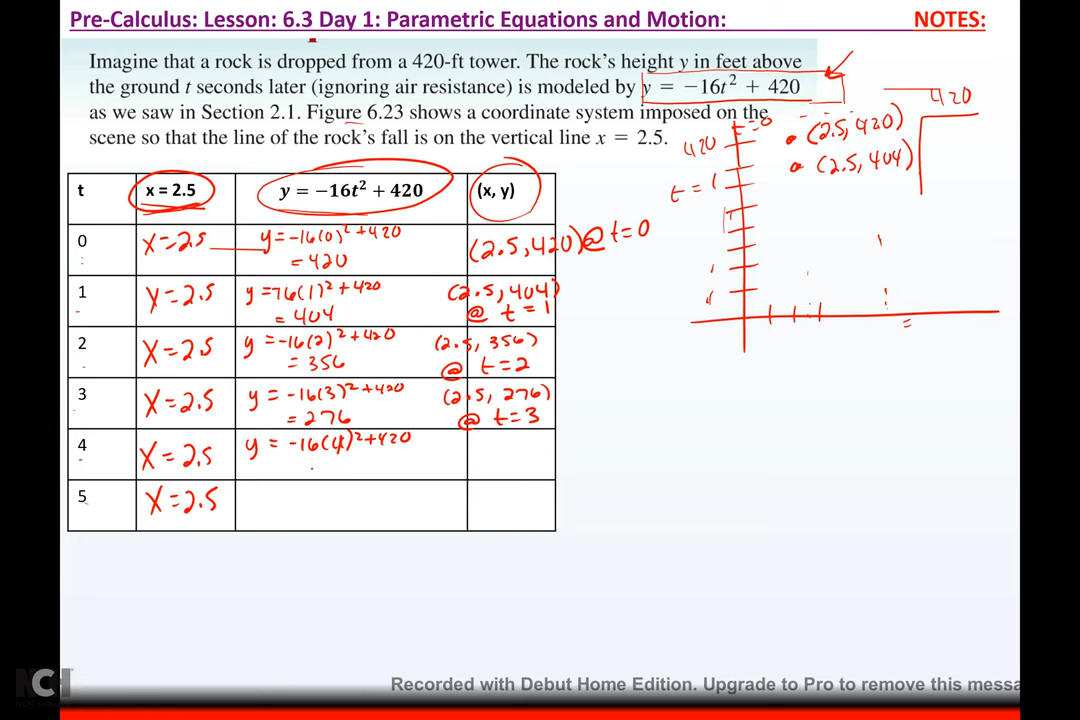 Pre-Calculus: Lesson: 6.3 Day 1: Parametric Equations and Motion: NOTES:
Imagine that a rock is dropped from a 420-ft tower. The rock's height y in feet above
the ground t seconds later (ignoring air resistance) is modeled by y = −16t² + 420
as we saw in Section 2.1. Figure 6.23 shows a coordinate system imposed on the
scene so that the line of the rock's fall is on the vertical line x = 2.5.
420
t=0
420
(2.5, 420)
(2.5, 404)
t = 1
t x = 2.5 y = −16t² + 420 (x, y)
0 x=2.5 y=-16(0)²+420 (2.5, 420)@t=0
= 420
1 x=2.5 y=-16(1)²+420 (2.5, 404)
= 404 @ t=1
2 x=2.5 y=-16(2)²+420 (2.5, 356)
= 356 @ t=2
3 x=2.5 y = -16(3)²+420 (2.5, 276)
= 276 @ t=3
4 x=2.5 y = -16(4)²+420
5 x=2.5
NCH
Recorded with Debut Home Edition. Upgrade to Pro to remove this messa